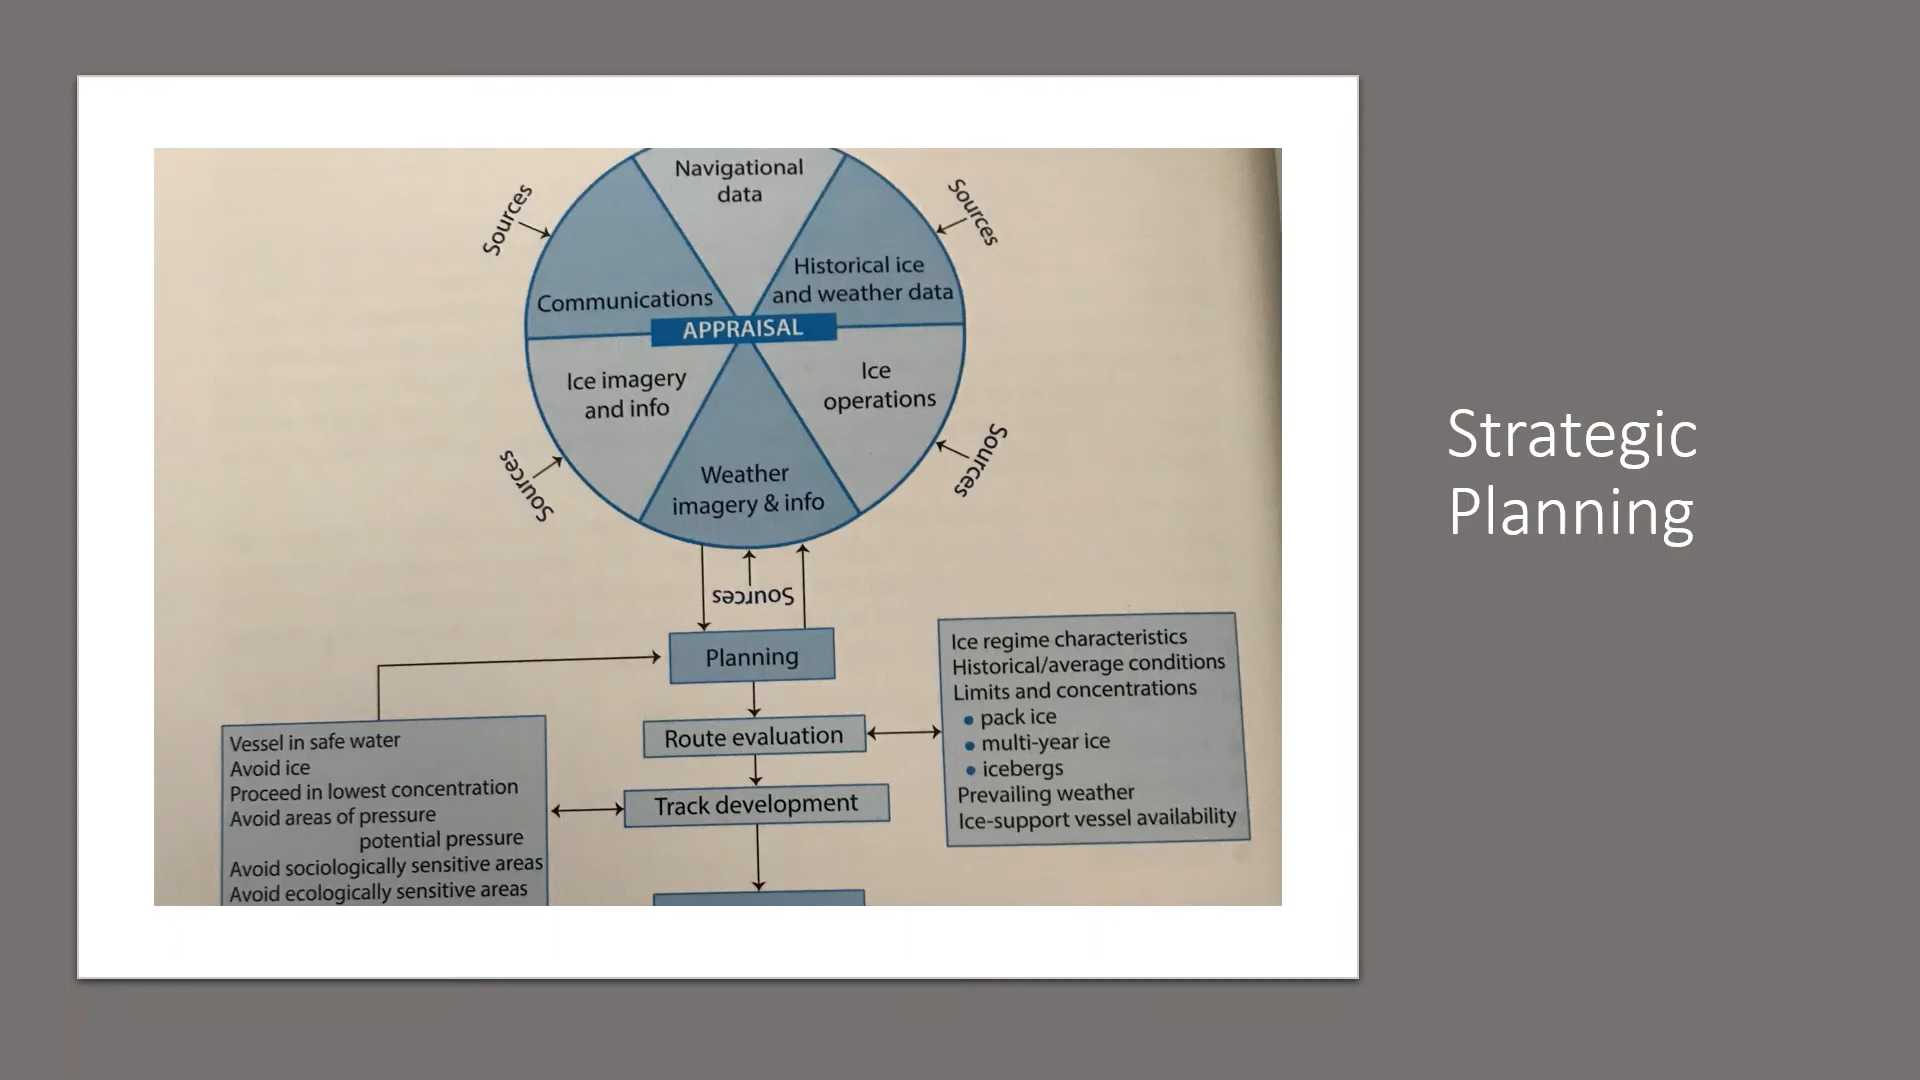 Navigational
data
Sources
Sources
Historical ice
and weather data
Communications
APPRAISAL
Ice imagery
and info
Ice
operations
Weather
imagery & info
Sources
Sources
Sources
Planning
Route evaluation
Track development
Ice regime characteristics
Historical/average conditions
Limits and concentrations
• pack ice
• multi-year ice
• icebergs
Prevailing weather
Ice-support vessel availability
Vessel in safe water
Avoid ice
Proceed in lowest concentration
Avoid areas of pressure
potential pressure
Avoid sociologically sensitive areas
Avoid ecologically sensitive areas
Strategic
Planning